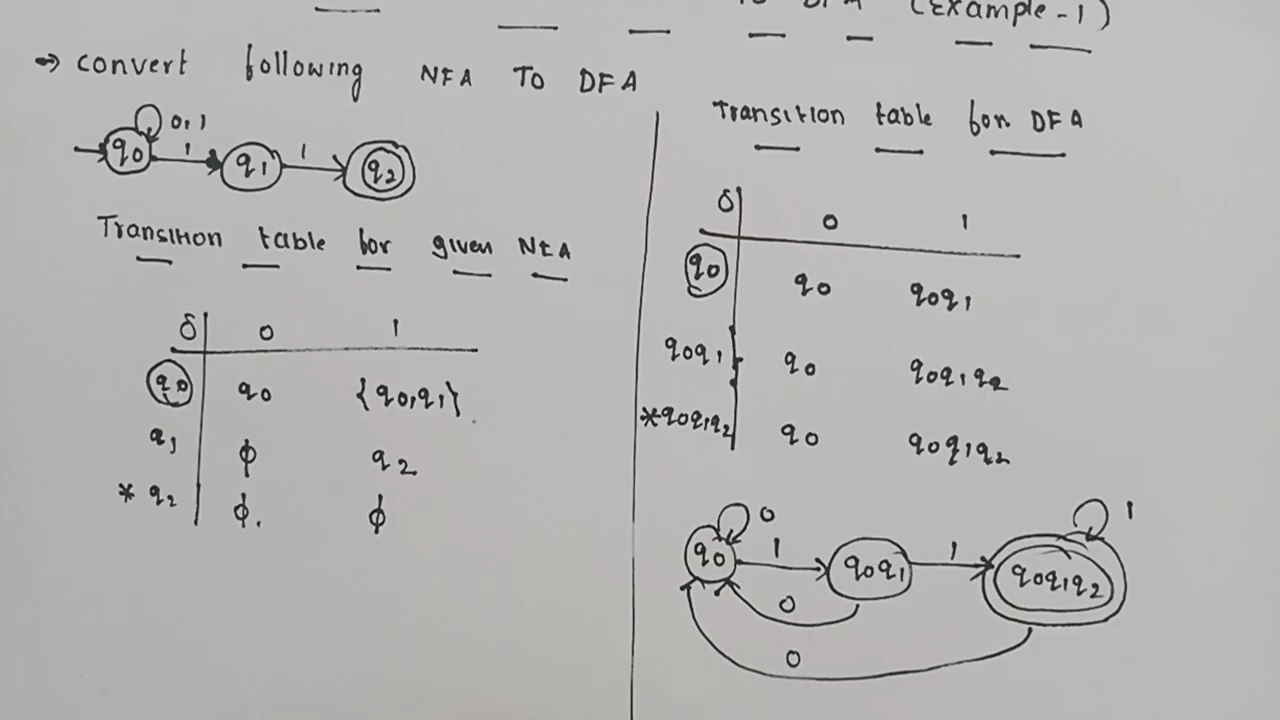 TO DFA (Example-1)
→ convert following NFA TO DFA
0,1
q0 1 q1 1 q2
Transition table for given NFA
δ 0 1
q0 q0 {q0,q1}
q1 ϕ q2
* q2 ϕ. ϕ
Transition table for DFA
δ 0 1
q0 q0 q0q1
q0q1 q0 q0q1q2
*q0q1q2 q0 q0q1q2
0 1
q0 1 q0q1 1 q0q1q2
0
0